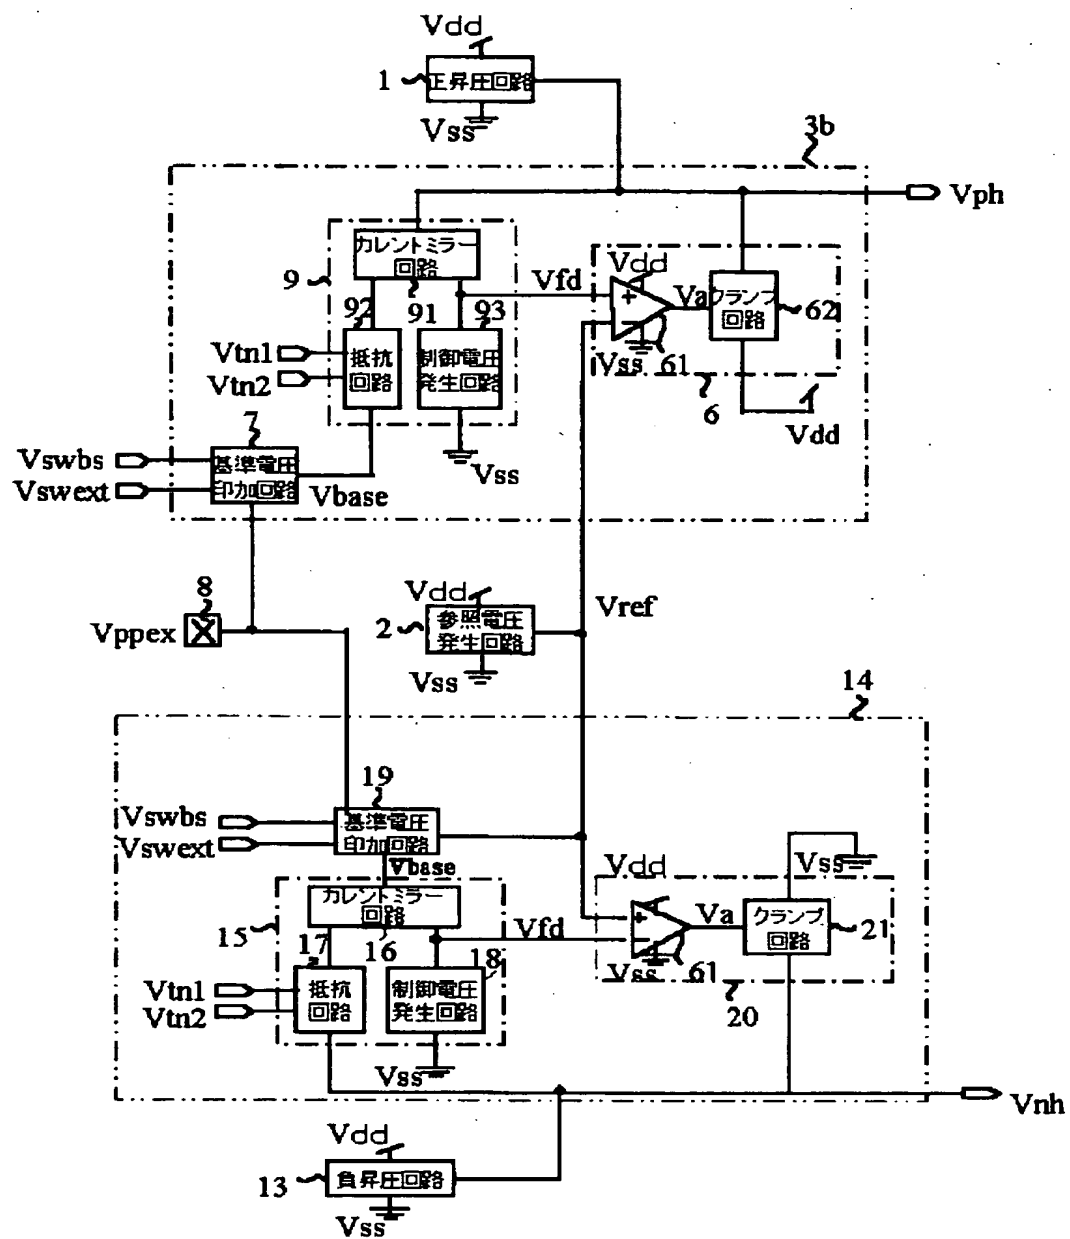 Vdd
1
正昇圧回路
Vss
3b
Vph
カレントミラー
回路
9
92
91
93
Vfd
Vdd
Va
クランプ
回路
62
Vtn1
Vtn2
抵抗
回路
制御電圧
発生回路
Vss
61
6
Vdd
7
Vswbs
Vswext
基準電圧
印加回路
Vbase
Vss
8
Vppex
Vdd
2
参照電圧
発生回路
Vref
Vss
14
19
Vswbs
Vswext
基準電圧
印加回路
Vbase
Vdd
Vss
カレントミラー
回路
15
17
16
18
Vfd
Va
クランプ
回路
21
Vss
61
20
Vtn1
Vtn2
抵抗
回路
制御電圧
発生回路
Vss
Vnh
Vdd
13
負昇圧回路
Vss